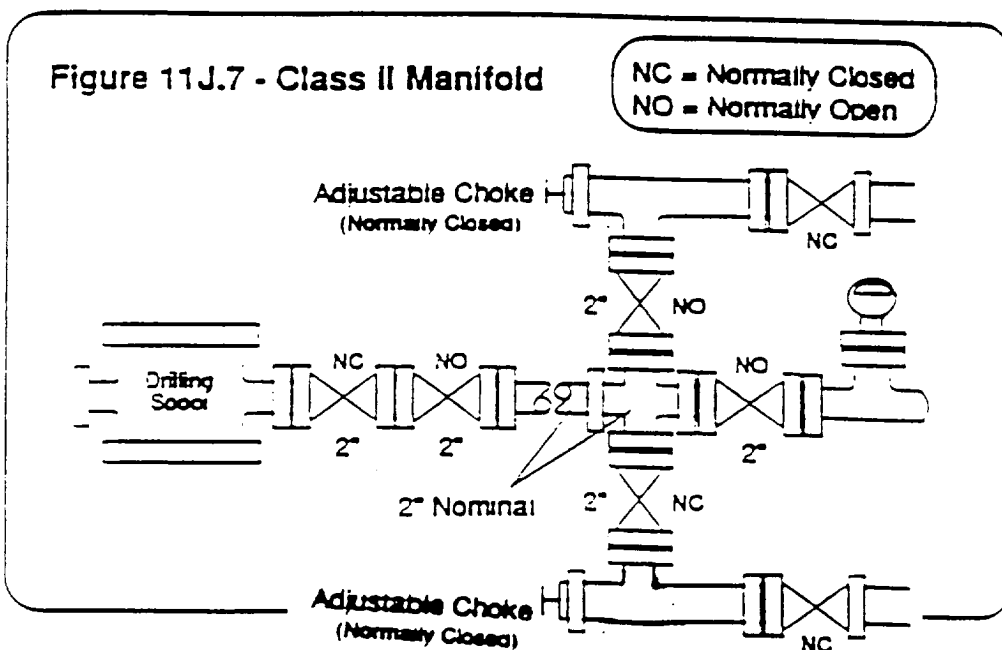 Figure 11J.7 - Class II Manifold
NC = Normally Closed
NO = Normally Open
Adjustable Choke
(Normally Closed)
NC
2"
NO
NC
NO
NO
Drilling
Spool
2"
2"
2"
2" Nominal
2"
NC
Adjustable Choke
(Normally Closed)
NC